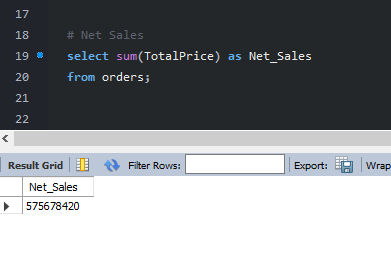 17
18 # Net Sales
19 select sum(TotalPrice) as Net_Sales
20 from orders;
21
22
Result Grid Filter Rows: Export: Wrap
Net_Sales
575678420